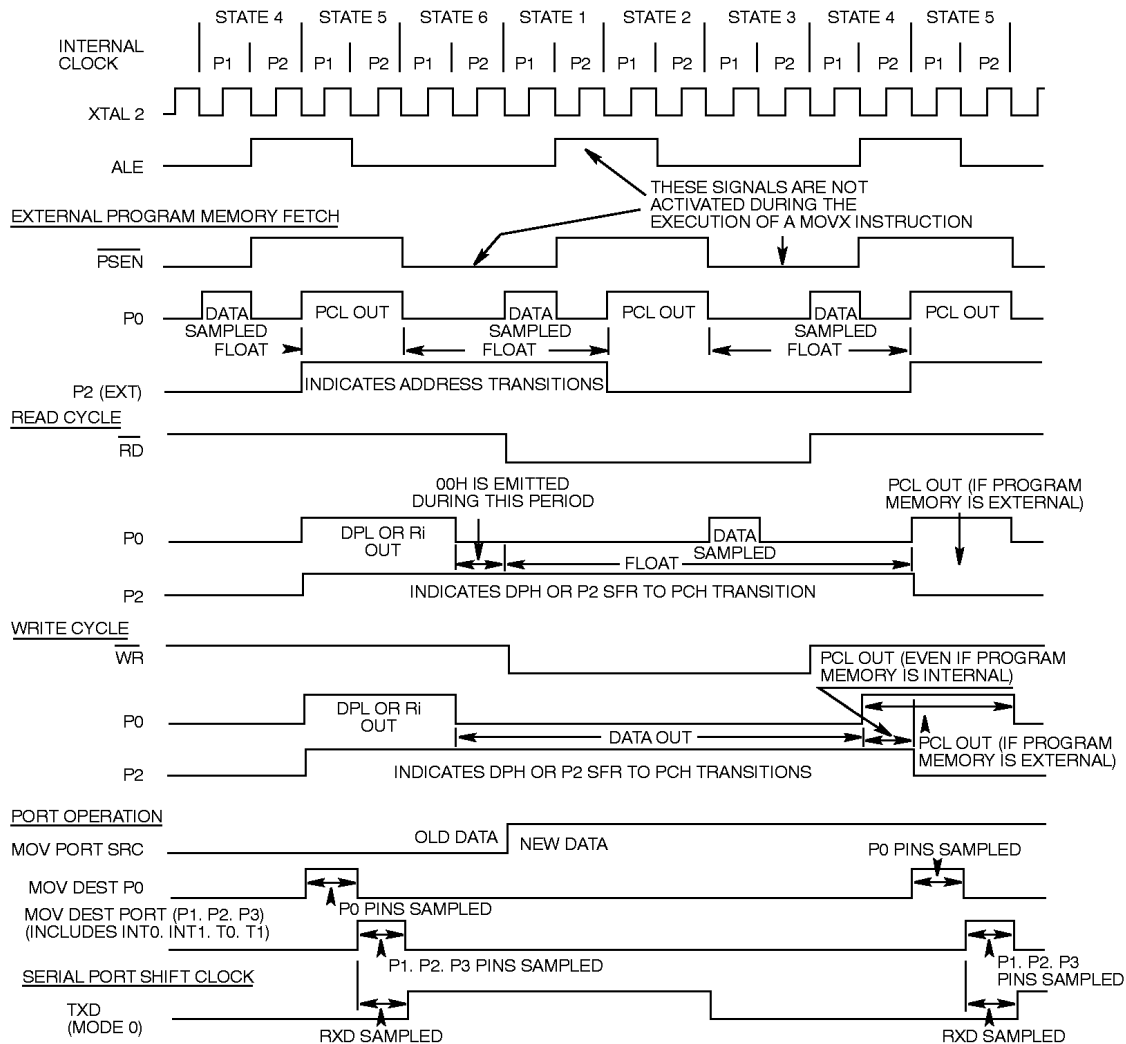 STATE 4 STATE 5 STATE 6 STATE 1 STATE 2 STATE 3 STATE 4 STATE 5
INTERNAL
CLOCK
P1 P2 P1 P2 P1 P2 P1 P2 P1 P2 P1 P2 P1 P2 P1 P2
XTAL 2
ALE
THESE SIGNALS ARE NOT
ACTIVATED DURING THE
EXECUTION OF A MOVX INSTRUCTION
EXTERNAL PROGRAM MEMORY FETCH
PSEN
P0
DATA PCL OUT DATA PCL OUT DATA PCL OUT
SAMPLED SAMPLED SAMPLED
FLOAT FLOAT FLOAT
P2 (EXT)
INDICATES ADDRESS TRANSITIONS
READ CYCLE
RD
00H IS EMITTED
DURING THIS PERIOD
PCL OUT (IF PROGRAM
MEMORY IS EXTERNAL)
P0
DPL OR Ri
OUT
DATA
SAMPLED
FLOAT
P2
INDICATES DPH OR P2 SFR TO PCH TRANSITION
WRITE CYCLE
WR
PCL OUT (EVEN IF PROGRAM
MEMORY IS INTERNAL)
P0
DPL OR Ri
OUT
DATA OUT
PCL OUT (IF PROGRAM
MEMORY IS EXTERNAL)
P2
INDICATES DPH OR P2 SFR TO PCH TRANSITIONS
PORT OPERATION
MOV PORT SRC
OLD DATA NEW DATA
P0 PINS SAMPLED
MOV DEST P0
P0 PINS SAMPLED
MOV DEST PORT (P1. P2. P3)
(INCLUDES INT0. INT1. T0. T1)
P1. P2. P3 PINS SAMPLED
P1. P2. P3
PINS SAMPLED
SERIAL PORT SHIFT CLOCK
TXD
(MODE 0)
RXD SAMPLED RXD SAMPLED